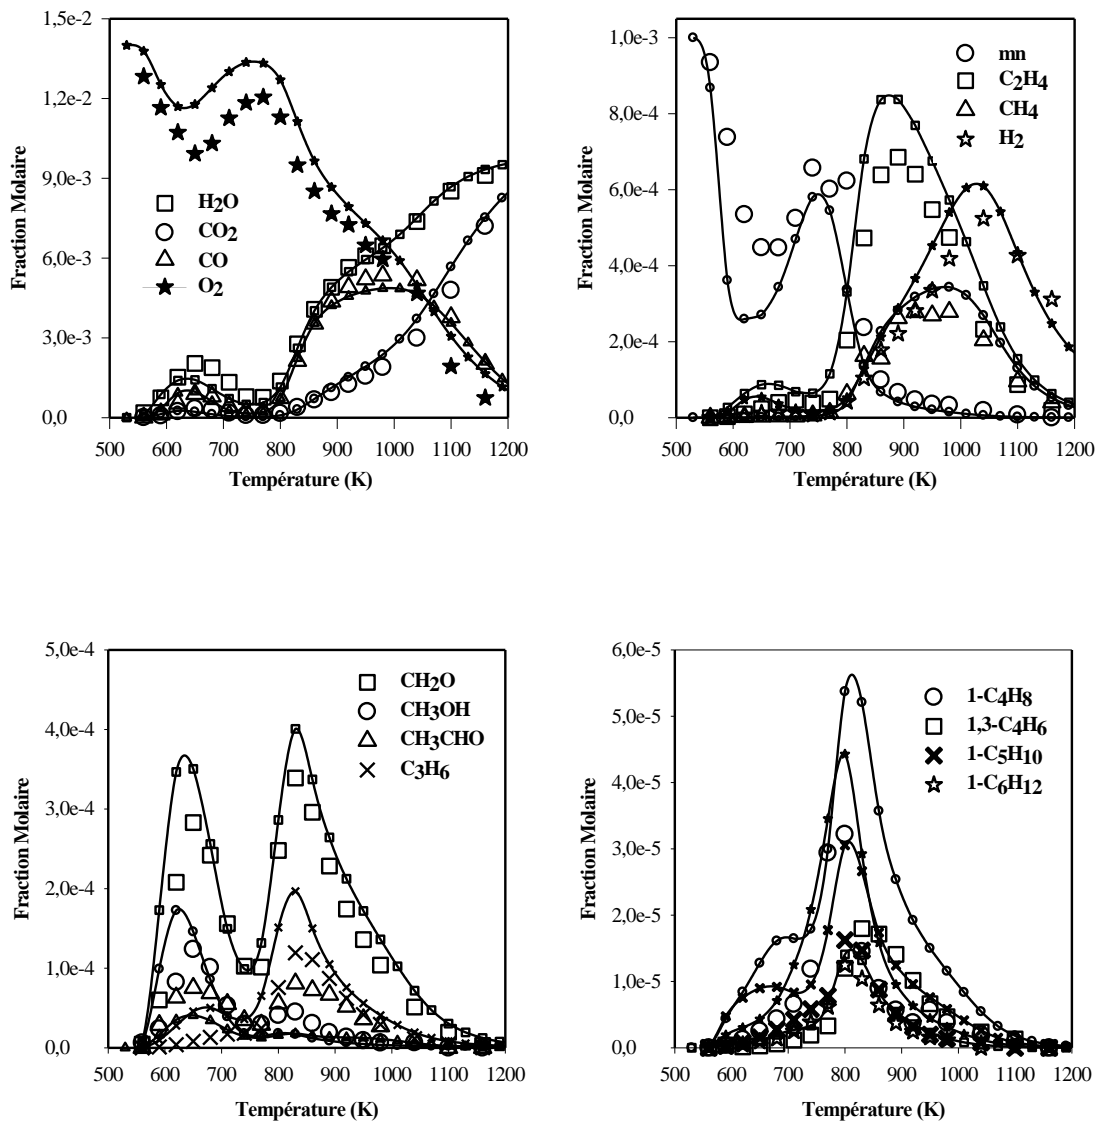 1,5e-2
1,2e-2
9,0e-3
6,0e-3
3,0e-3
0,0
Fraction Molaire
H2O
CO2
CO
O2
500 600 700 800 900 1000 1100 1200
Température (K)
1,0e-3
8,0e-4
6,0e-4
4,0e-4
2,0e-4
0,0
Fraction Molaire
mn
C2H4
CH4
H2
500 600 700 800 900 1000 1100 1200
Température (K)
5,0e-4
4,0e-4
3,0e-4
2,0e-4
1,0e-4
0,0
Fraction Molaire
CH2O
CH3OH
CH3CHO
C3H6
500 600 700 800 900 1000 1100 1200
Température (K)
6,0e-5
5,0e-5
4,0e-5
3,0e-5
2,0e-5
1,0e-5
0,0
Fraction Molaire
1-C4H8
1,3-C4H6
1-C5H10
1-C6H12
500 600 700 800 900 1000 1100 1200
Température (K)